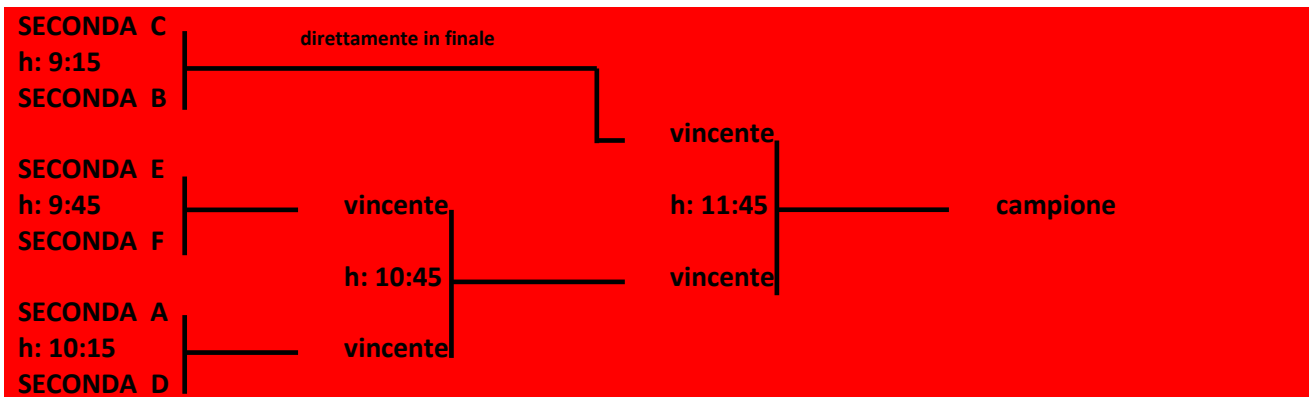 SECONDA C
direttamente in finale
h: 9:15
SECONDA B
vincente
SECONDA E
h: 9:45
vincente
h: 11:45
campione
SECONDA F
h: 10:45
vincente
SECONDA A
h: 10:15
vincente
SECONDA D